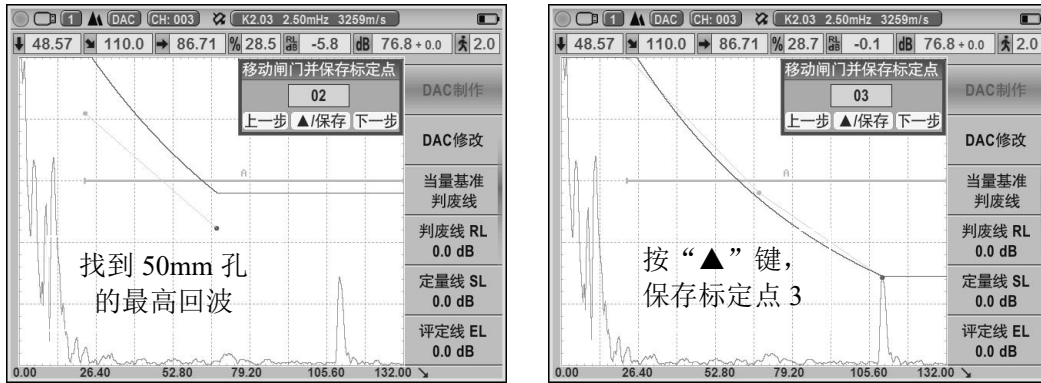 1 DAC CH: 003 K2.03 2.50mHz 3259m/s
48.57 110.0 86.71 % 28.5 RL dB -5.8 dB 76.8 + 0.0 2.0
移动闸门并保存标定点
02
上一步 ▲/保存 下一步
A
找到 50mm 孔
的最高回波
DAC制作
DAC修改
当量基准
判废线
判废线 RL
0.0 dB
定量线 SL
0.0 dB
评定线 EL
0.0 dB
0.00 26.40 52.80 79.20 105.60 132.00
1 DAC CH: 003 K2.03 2.50mHz 3259m/s
48.57 110.0 86.71 % 28.7 RL dB -0.1 dB 76.8 + 0.0 2.0
移动闸门并保存标定点
03
上一步 ▲/保存 下一步
A
按“▲”键，
保存标定点 3
DAC制作
DAC修改
当量基准
判废线
判废线 RL
0.0 dB
定量线 SL
0.0 dB
评定线 EL
0.0 dB
0.00 26.40 52.80 79.20 105.60 132.00